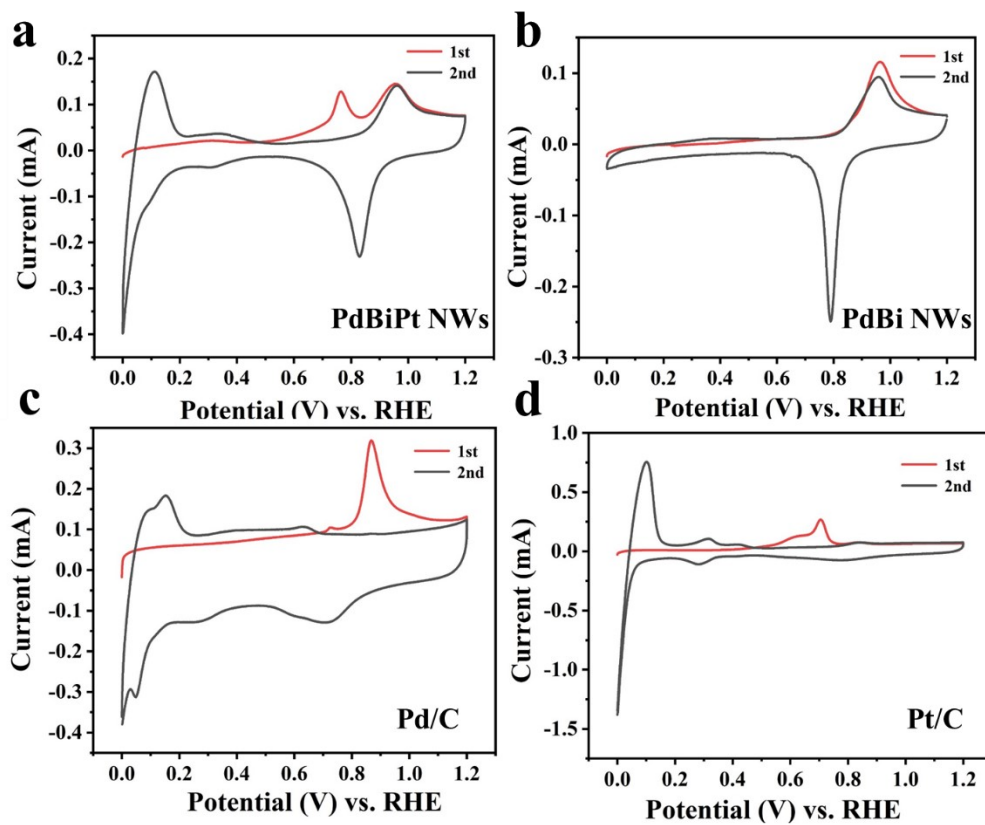 a
1st
2nd
0.2
0.1
0.0
-0.1
-0.2
-0.3
-0.4
Current (mA)
PdBiPt NWs
0.0 0.2 0.4 0.6 0.8 1.0 1.2
Potential (V) vs. RHE
b
1st
2nd
0.1
0.0
-0.1
-0.2
-0.3
Current (mA)
PdBi NWs
0.0 0.2 0.4 0.6 0.8 1.0 1.2
Potential (V) vs. RHE
c
1st
2nd
0.3
0.2
0.1
0.0
-0.1
-0.2
-0.3
-0.4
Current (mA)
Pd/C
0.0 0.2 0.4 0.6 0.8 1.0 1.2
Potential (V) vs. RHE
d
1st
2nd
1.0
0.5
0.0
-0.5
-1.0
-1.5
Current (mA)
Pt/C
0.0 0.2 0.4 0.6 0.8 1.0 1.2
Potential (V) vs. RHE